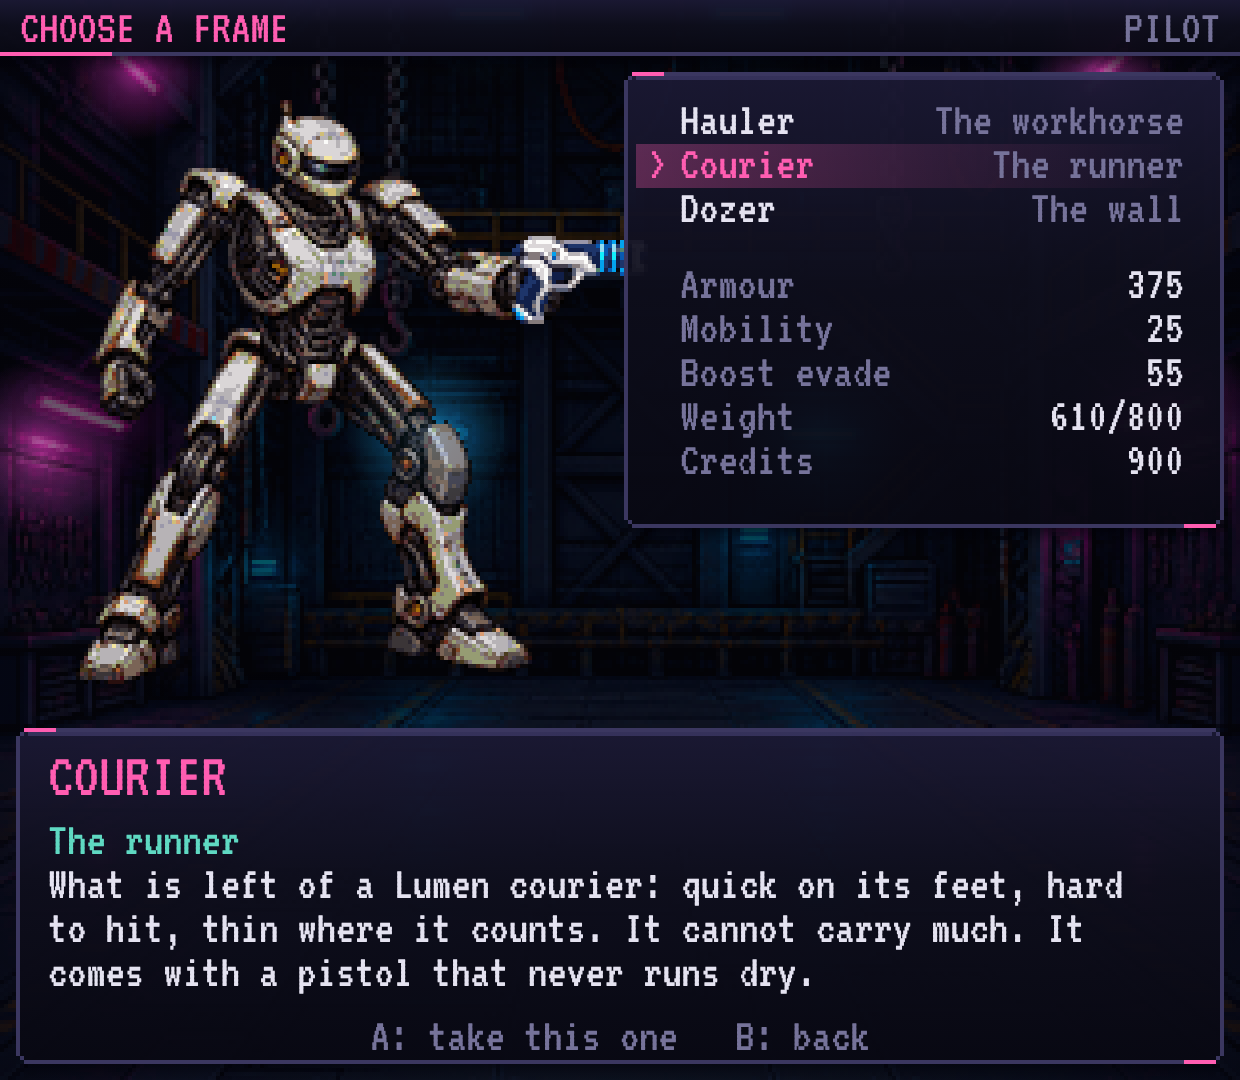 CHOOSE A FRAME PILOT
Hauler The workhorse
> Courier The runner
Dozer The wall
Armour 375
Mobility 25
Boost evade 55
Weight 610/800
Credits 900
COURIER
The runner
What is left of a Lumen courier: quick on its feet, hard
to hit, thin where it counts. It cannot carry much. It
comes with a pistol that never runs dry.
A: take this one B: back